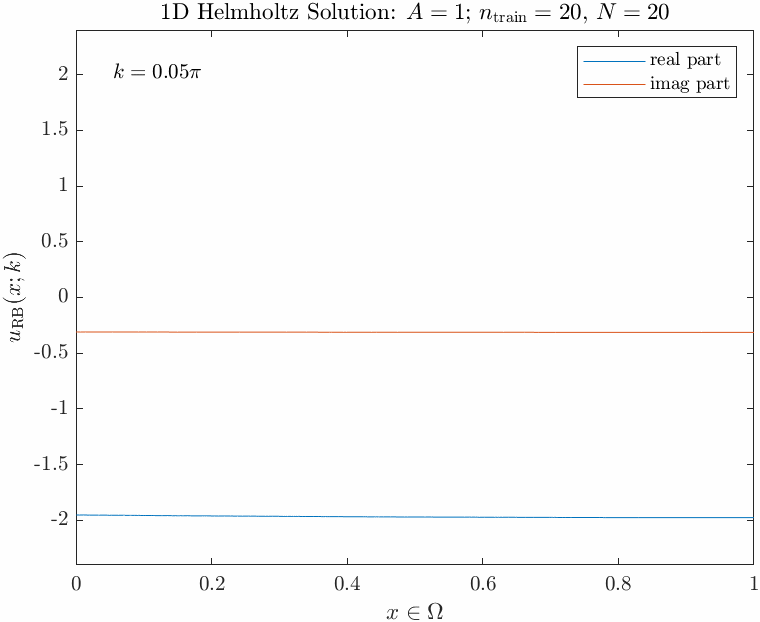 1D Helmholtz Solution: A = 1; n_train = 20, N = 20
k = 0.05π
real part
imag part
2
1.5
1
0.5
0
-0.5
-1
-1.5
-2
u_RB(x; k)
0 0.2 0.4 0.6 0.8 1
x ∈ Ω